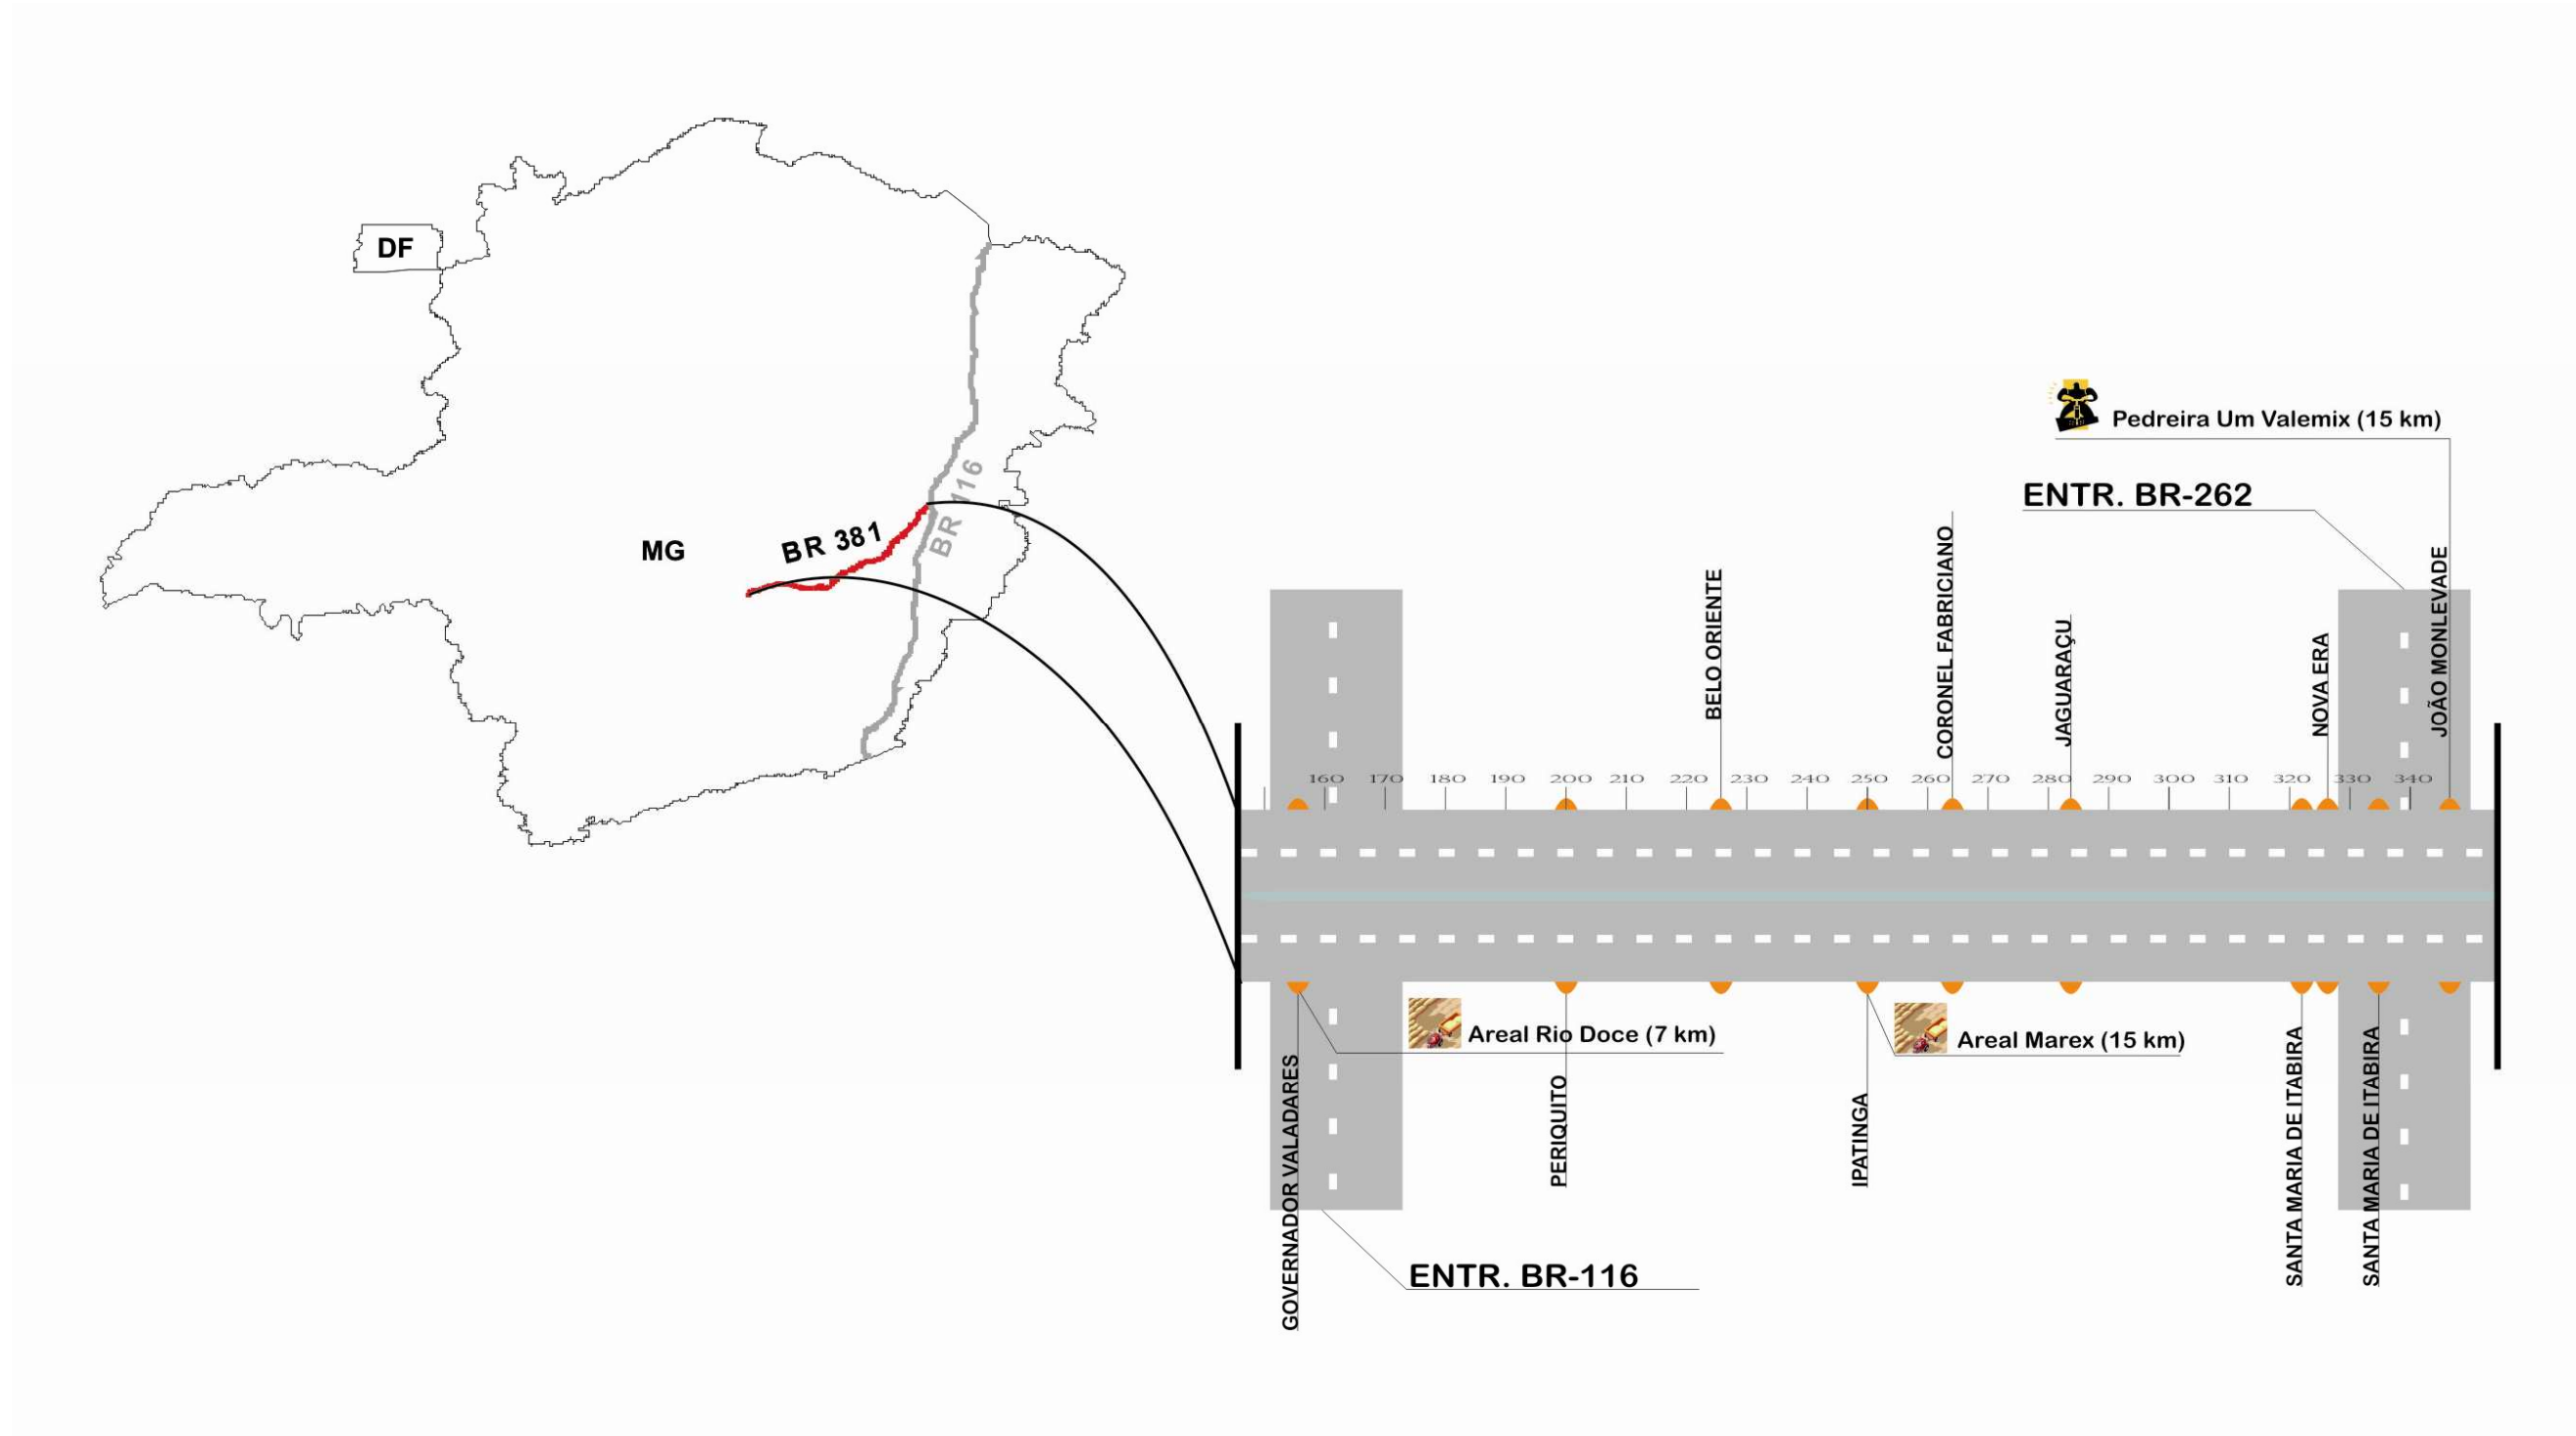 DF
MG
BR 381
BR 116
Pedreira Um Valemix (15 km)
ENTR. BR-262
BELO ORIENTE
CORONEL FABRICIANO
JAGUARAÇU
NOVA ERA
JOÃO MONLEVADE
160 170 180 190 200 210 220 230 240 250 260 270 280 290 300 310 320 330 340
Areal Rio Doce (7 km)
Areal Marex (15 km)
GOVERNADOR VALADARES
PERIQUITO
IPATINGA
SANTA MARIA DE ITABIRA
SANTA MARIA DE ITABIRA
ENTR. BR-116